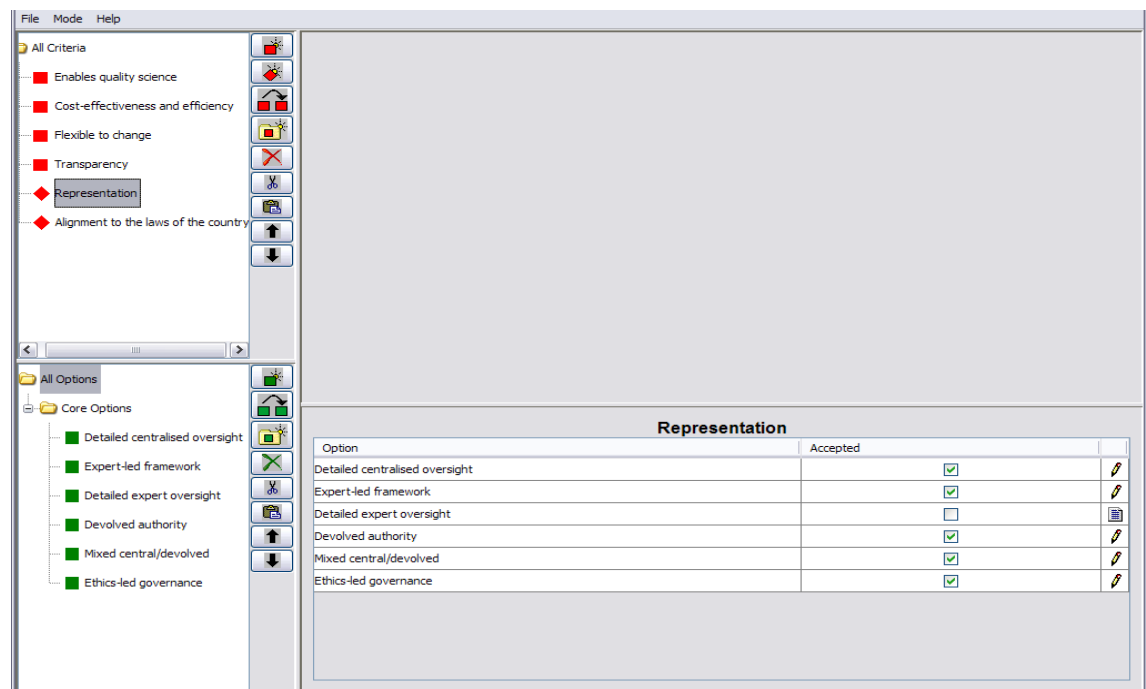 File Mode Help
All Criteria
Enables quality science
Cost-effectiveness and efficiency
Flexible to change
Transparency
Representation
Alignment to the laws of the country
All Options
Core Options
Detailed centralised oversight
Expert-led framework
Detailed expert oversight
Devolved authority
Mixed central/devolved
Ethics-led governance
Representation
Option Accepted
Detailed centralised oversight
Expert-led framework
Detailed expert oversight
Devolved authority
Mixed central/devolved
Ethics-led governance